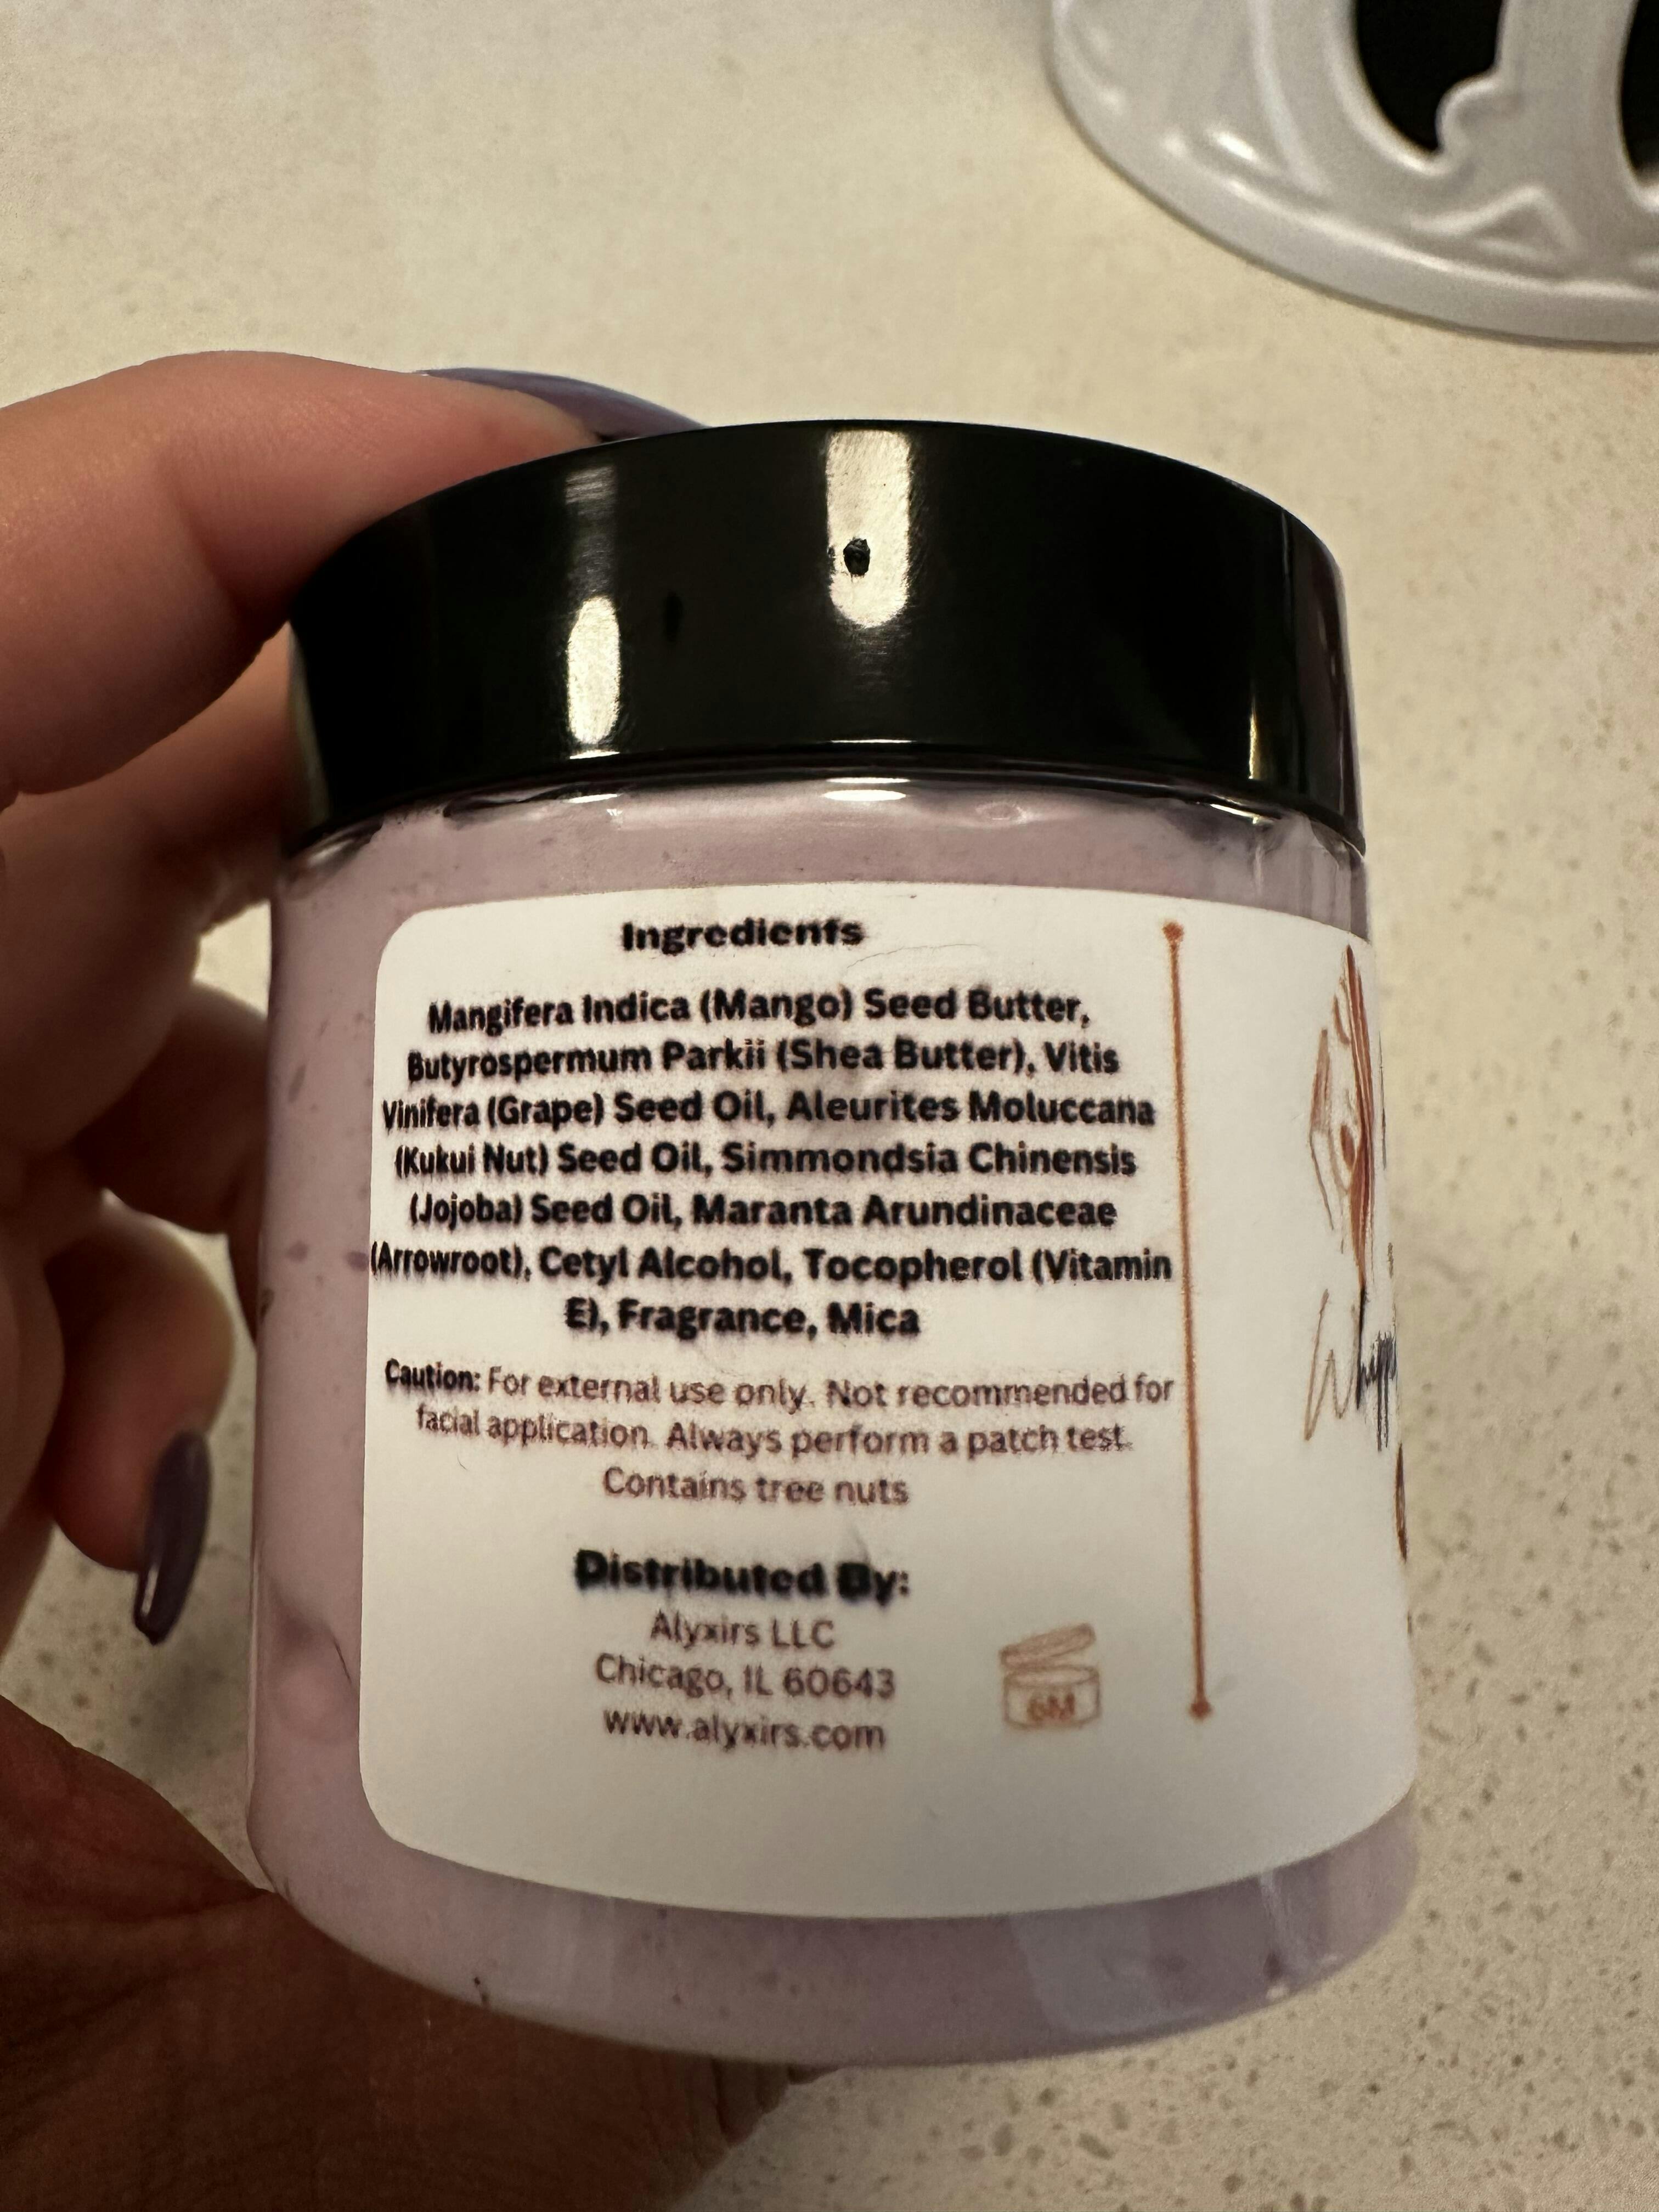 Ingredients
Mangifera Indica (Mango) Seed Butter,
Butyrospermum Parkii (Shea Butter), Vitis
Vinifera (Grape) Seed Oil, Aleurites Moluccana
(Kukui Nut) Seed Oil, Simmondsia Chinensis
(Jojoba) Seed Oil, Maranta Arundinaceae
(Arrowroot), Cetyl Alcohol, Tocopherol (Vitamin
E), Fragrance, Mica
Caution: For external use only. Not recommended for
facial application. Always perform a patch test.
Contains tree nuts
Distributed By:
Alyxirs LLC
Chicago, IL 60643
www.alyxirs.com
6M